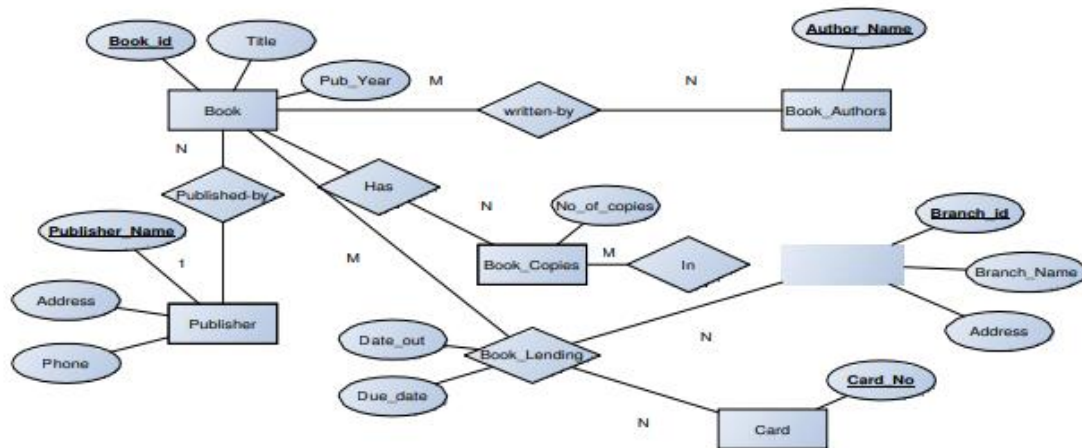 Book_id
Title
Author_Name
Pub_Year
M
N
Book
written-by
Book_Authors
N
Published-by
Has
No_of_copies
Branch_id
Publisher_Name
N
M
Book_Copies
In
1
M
Branch_Name
Address
Publisher
Date_out
Book_Lending
N
Address
Phone
Due_date
Card_No
N
Card